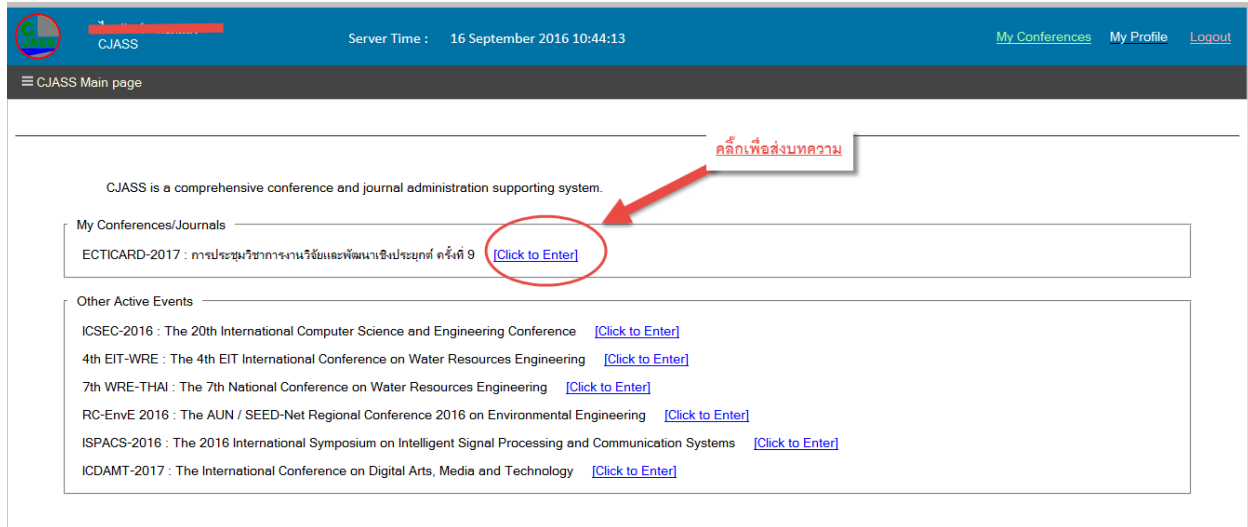 CJASS
CJASS Server Time : 16 September 2016 10:44:13 My Conferences My Profile Logout
CJASS Main page
คลิ๊กเพื่อส่งบทความ
CJASS is a comprehensive conference and journal administration supporting system.
My Conferences/Journals
ECTICARD-2017 : การประชุมวิชาการงานวิจัยและพัฒนาเชิงประยุกต์ ครั้งที่ 9 [Click to Enter]
Other Active Events
ICSEC-2016 : The 20th International Computer Science and Engineering Conference [Click to Enter]
4th EIT-WRE : The 4th EIT International Conference on Water Resources Engineering [Click to Enter]
7th WRE-THAI : The 7th National Conference on Water Resources Engineering [Click to Enter]
RC-EnvE 2016 : The AUN / SEED-Net Regional Conference 2016 on Environmental Engineering [Click to Enter]
ISPACS-2016 : The 2016 International Symposium on Intelligent Signal Processing and Communication Systems [Click to Enter]
ICDAMT-2017 : The International Conference on Digital Arts, Media and Technology [Click to Enter]